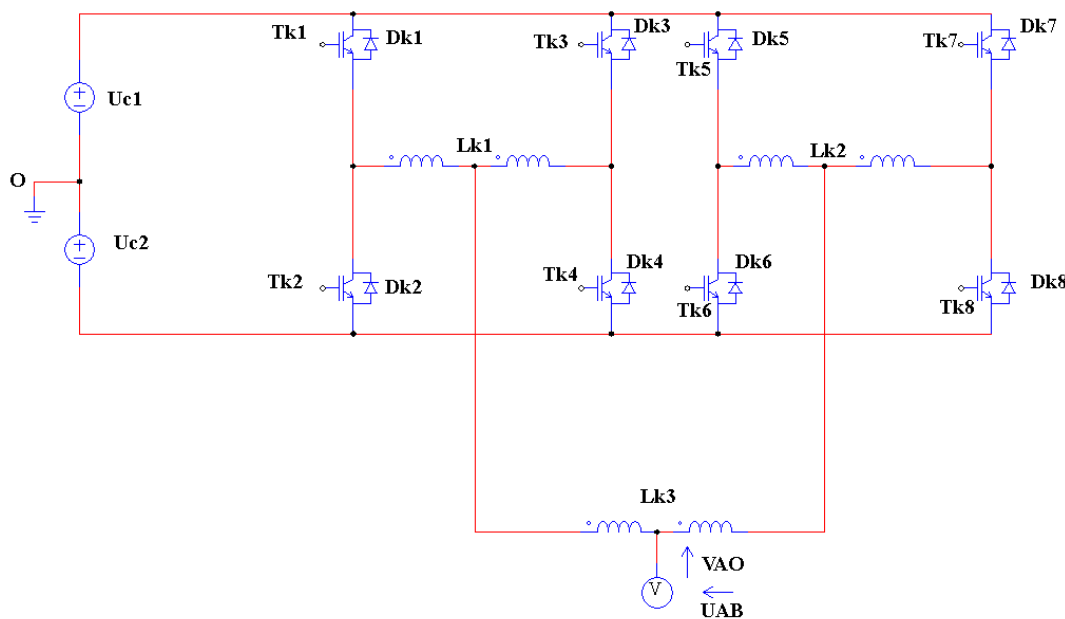 Tk1 Dk1 Tk3 Dk3 Dk5 Tk5 Tk7 Dk7
Uc1
Lk1 Lk2
O
Uc2
Tk2 Dk2 Tk4 Dk4 Dk6 Tk6 Tk8 Dk8
Lk3
VAO
V
UAB